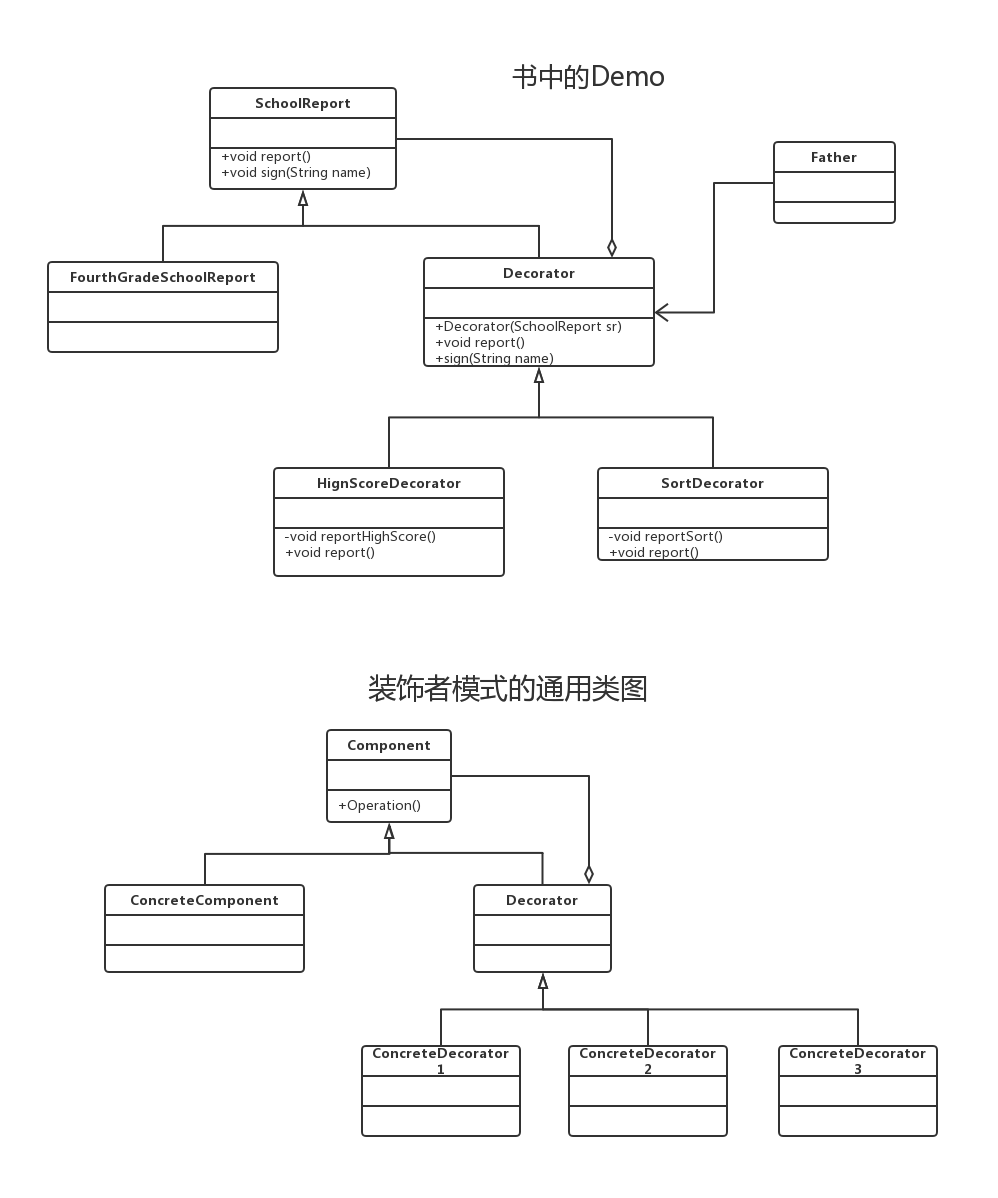 书中的Demo
SchoolReport
+void report()
+void sign(String name)
Father
FourthGradeSchoolReport
Decorator
+Decorator(SchoolReport sr)
+void report()
+sign(String name)
HignScoreDecorator
-void reportHighScore()
+void report()
SortDecorator
-void reportSort()
+void report()
装饰者模式的通用类图
Component
+Operation()
ConcreteComponent
Decorator
ConcreteDecorator
1
ConcreteDecorator
2
ConcreteDecorator
3